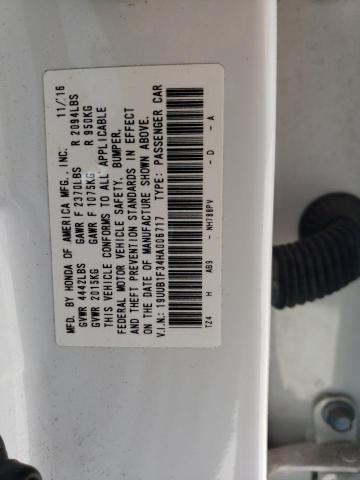 MFD. BY HONDA OF AMERICA MFG., INC. 11/16
GVWR 4442LBS GAWR F 2370LBS R 2094LBS
GVWR 2015KG GAWR F 1075KG R 950KG
THIS VEHICLE CONFORMS TO ALL APPLICABLE
FEDERAL MOTOR VEHICLE SAFETY, BUMPER,
AND THEFT PREVENTION STANDARDS IN EFFECT
ON THE DATE OF MANUFACTURE SHOWN ABOVE.
V.I.N.: 19UUB1F34HA006717 TYPE: PASSENGER CAR
TZ4 H AB9 - NH788PV - D - A